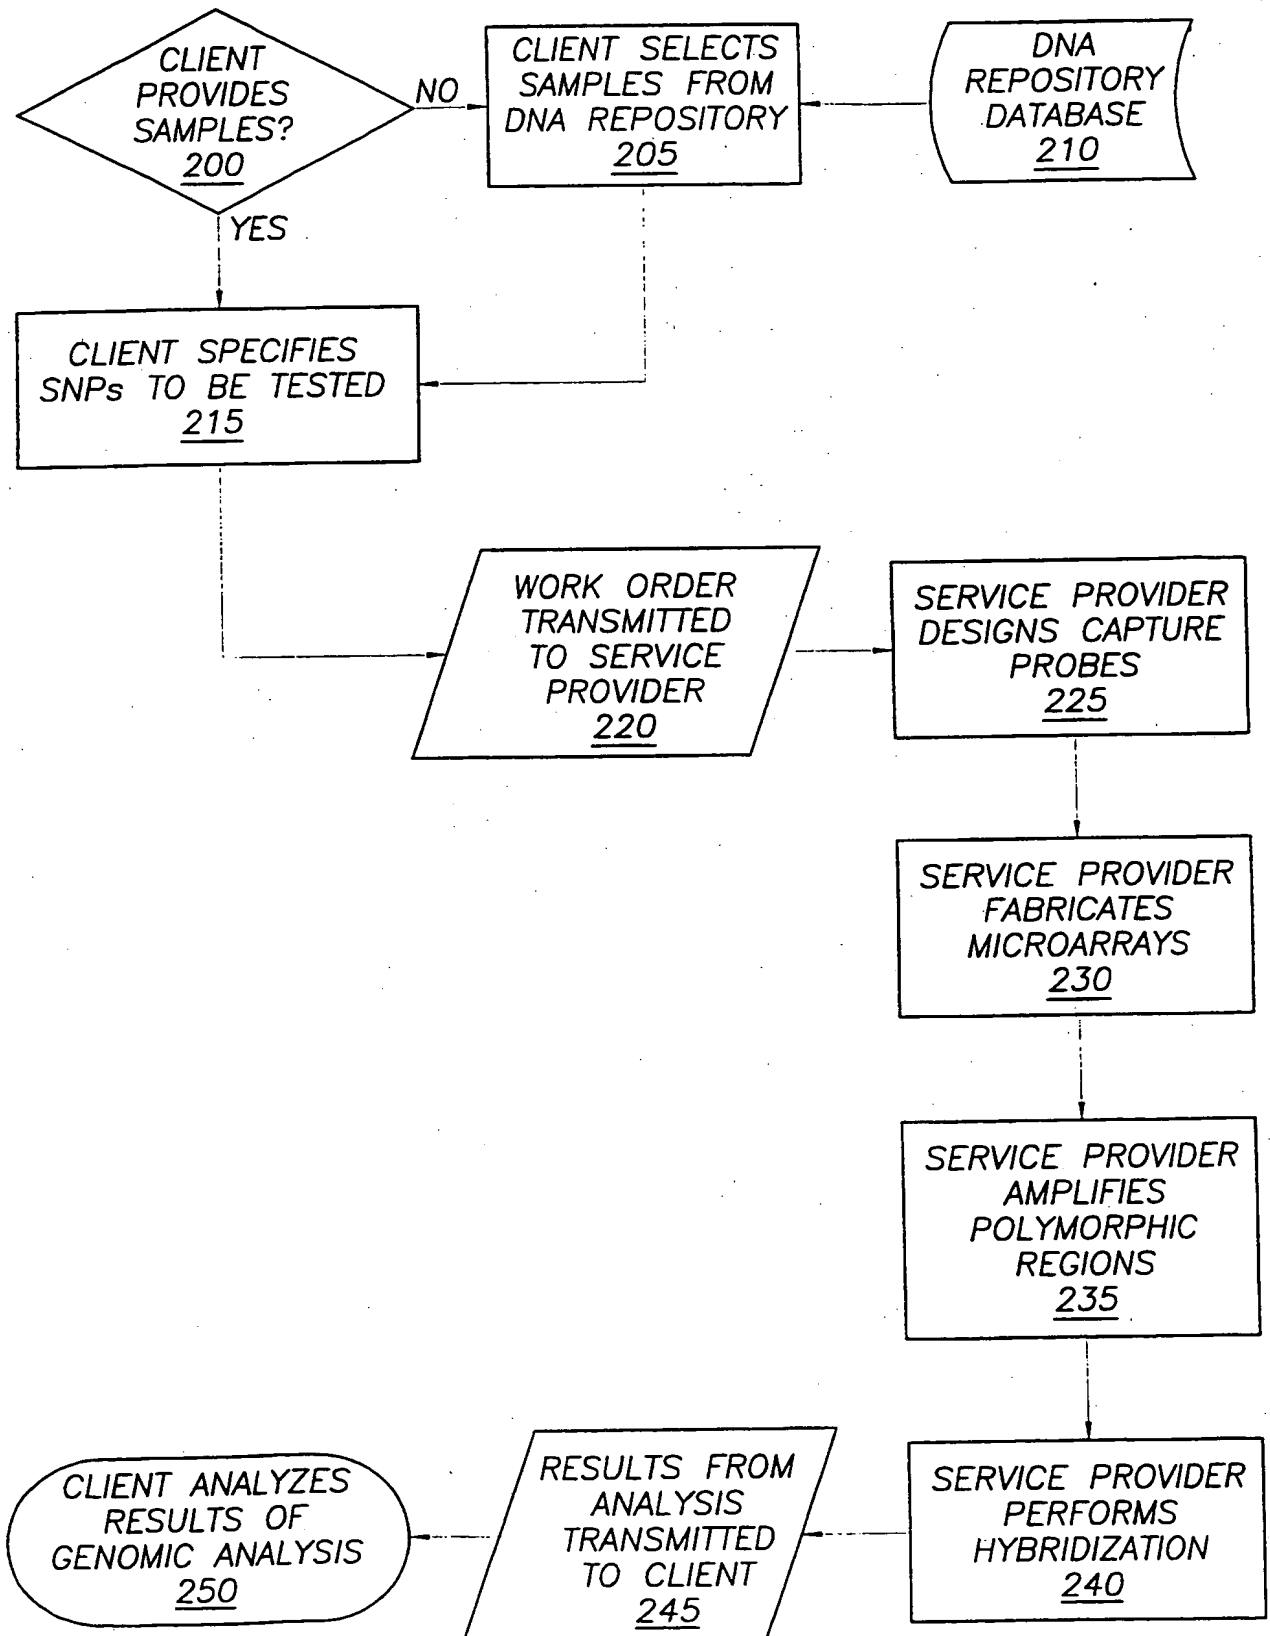 CLIENT
PROVIDES
SAMPLES?
200
NO
YES
CLIENT SELECTS
SAMPLES FROM
DNA REPOSITORY
205
DNA
REPOSITORY
DATABASE
210
CLIENT SPECIFIES
SNPs TO BE TESTED
215
WORK ORDER
TRANSMITTED
TO SERVICE
PROVIDER
220
SERVICE PROVIDER
DESIGNS CAPTURE
PROBES
225
SERVICE PROVIDER
FABRICATES
MICROARRAYS
230
SERVICE PROVIDER
AMPLIFIES
POLYMORPHIC
REGIONS
235
SERVICE PROVIDER
PERFORMS
HYBRIDIZATION
240
RESULTS FROM
ANALYSIS
TRANSMITTED
TO CLIENT
245
CLIENT ANALYZES
RESULTS OF
GENOMIC ANALYSIS
250